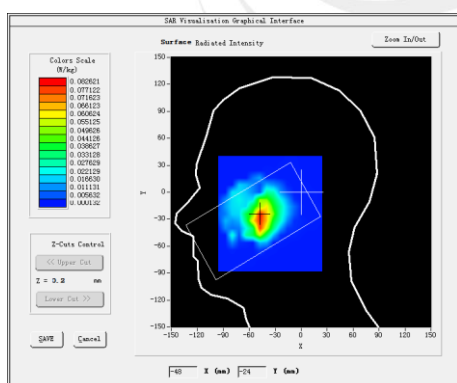 SAR Visualisation Graphical Interface
Surface Radiated Intensity
Zoom In/Out
Colors Scale
(W/kg)
0.082621
0.077122
0.071623
0.066123
0.060624
0.055125
0.049626
0.044126
0.038627
0.033128
0.027629
0.022129
0.016630
0.011131
0.005632
0.000132
Z-Cuts Control
<< Upper Cut
Z = 3.2 mm
Lower Cut >>
SAVE
Cancel
150
120
90
60
30
0
-30
-60
-90
-120
-150
Y
-150 -120 -90 -60 -30 0 30 60 90 120 150
X
-48 X (mm) -24 Y (mm)